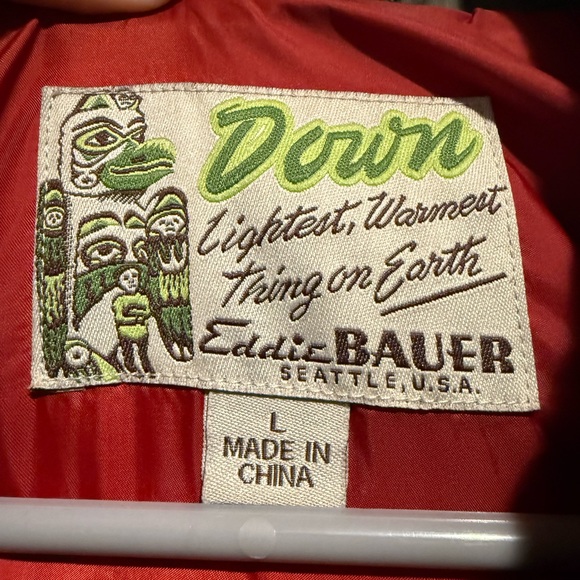 Down
Lightest, Warmest
Thing on Earth
Eddie BAUER
SEATTLE, U.S.A.
L
MADE IN
CHINA